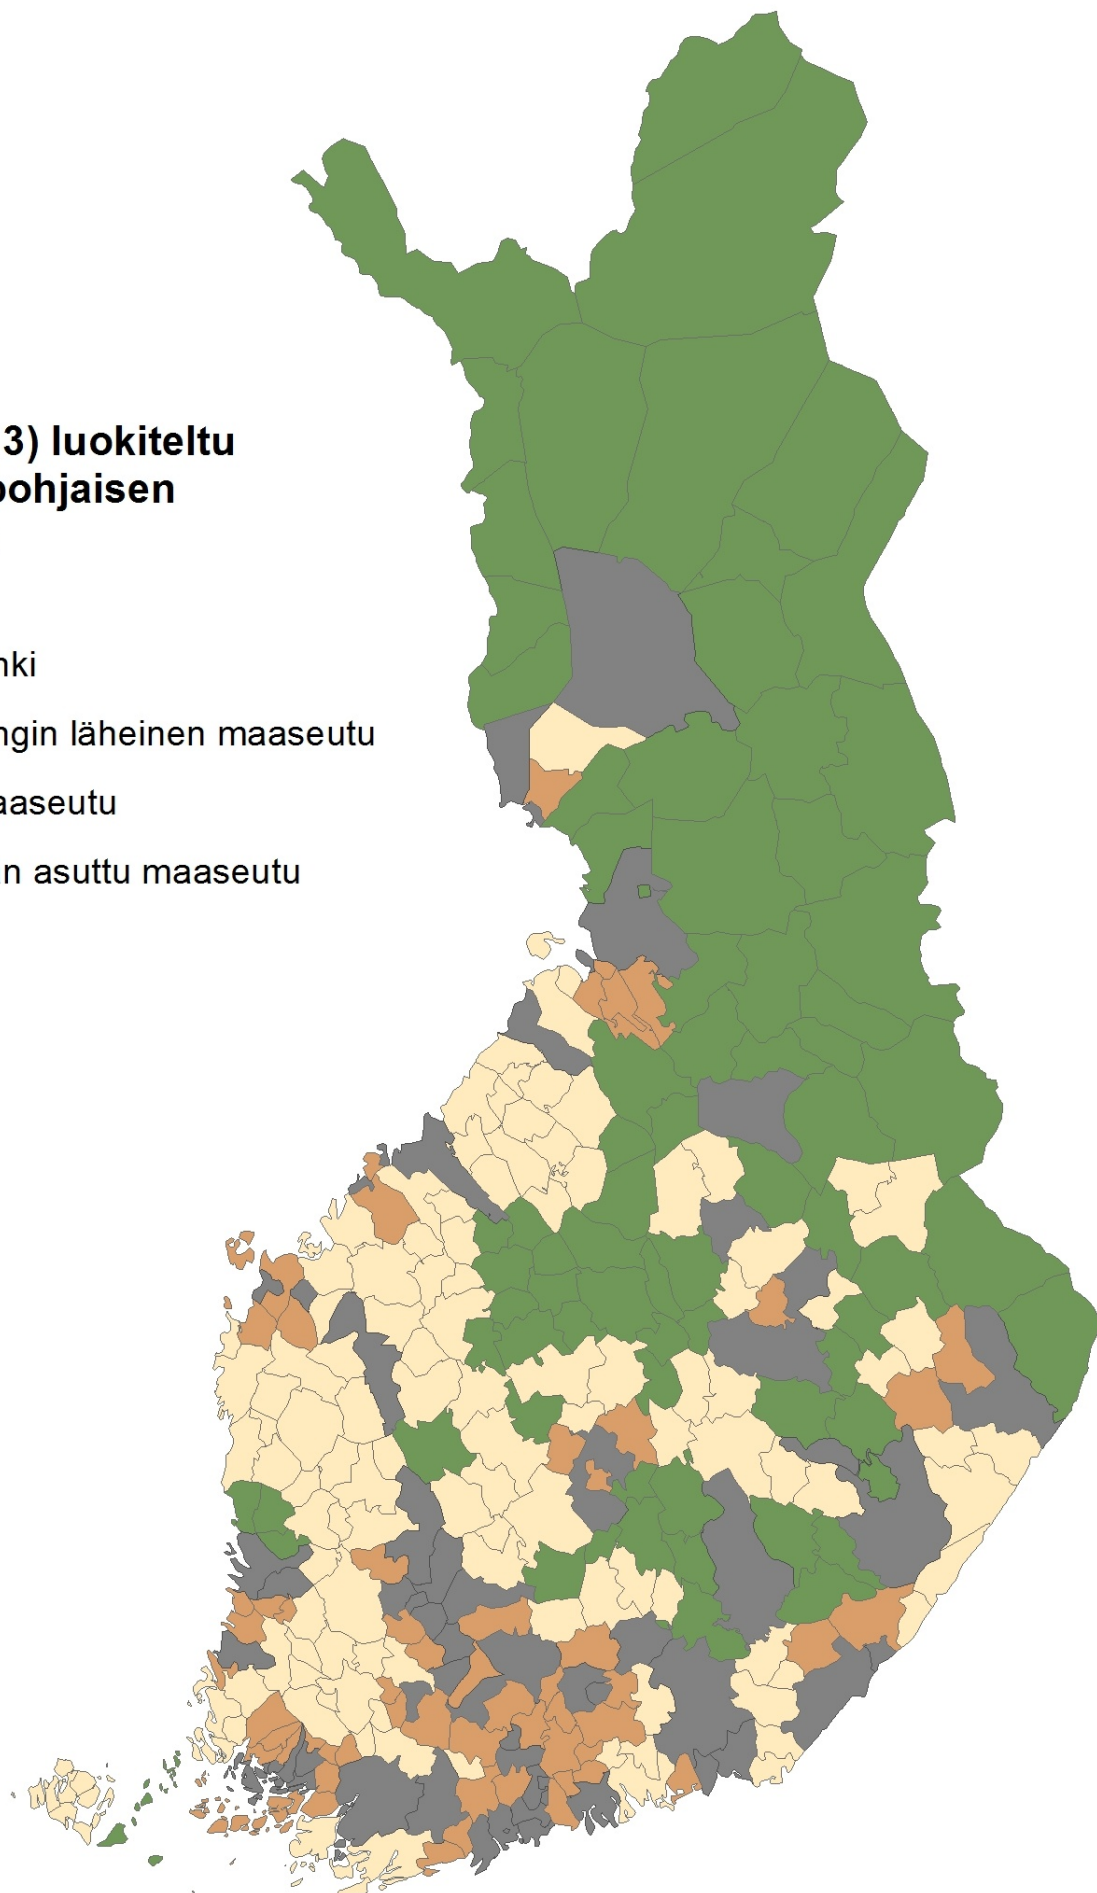 3) luokiteltu
pohjaisen
nki
ngin läheinen maaseutu
aaseutu
n asuttu maaseutu